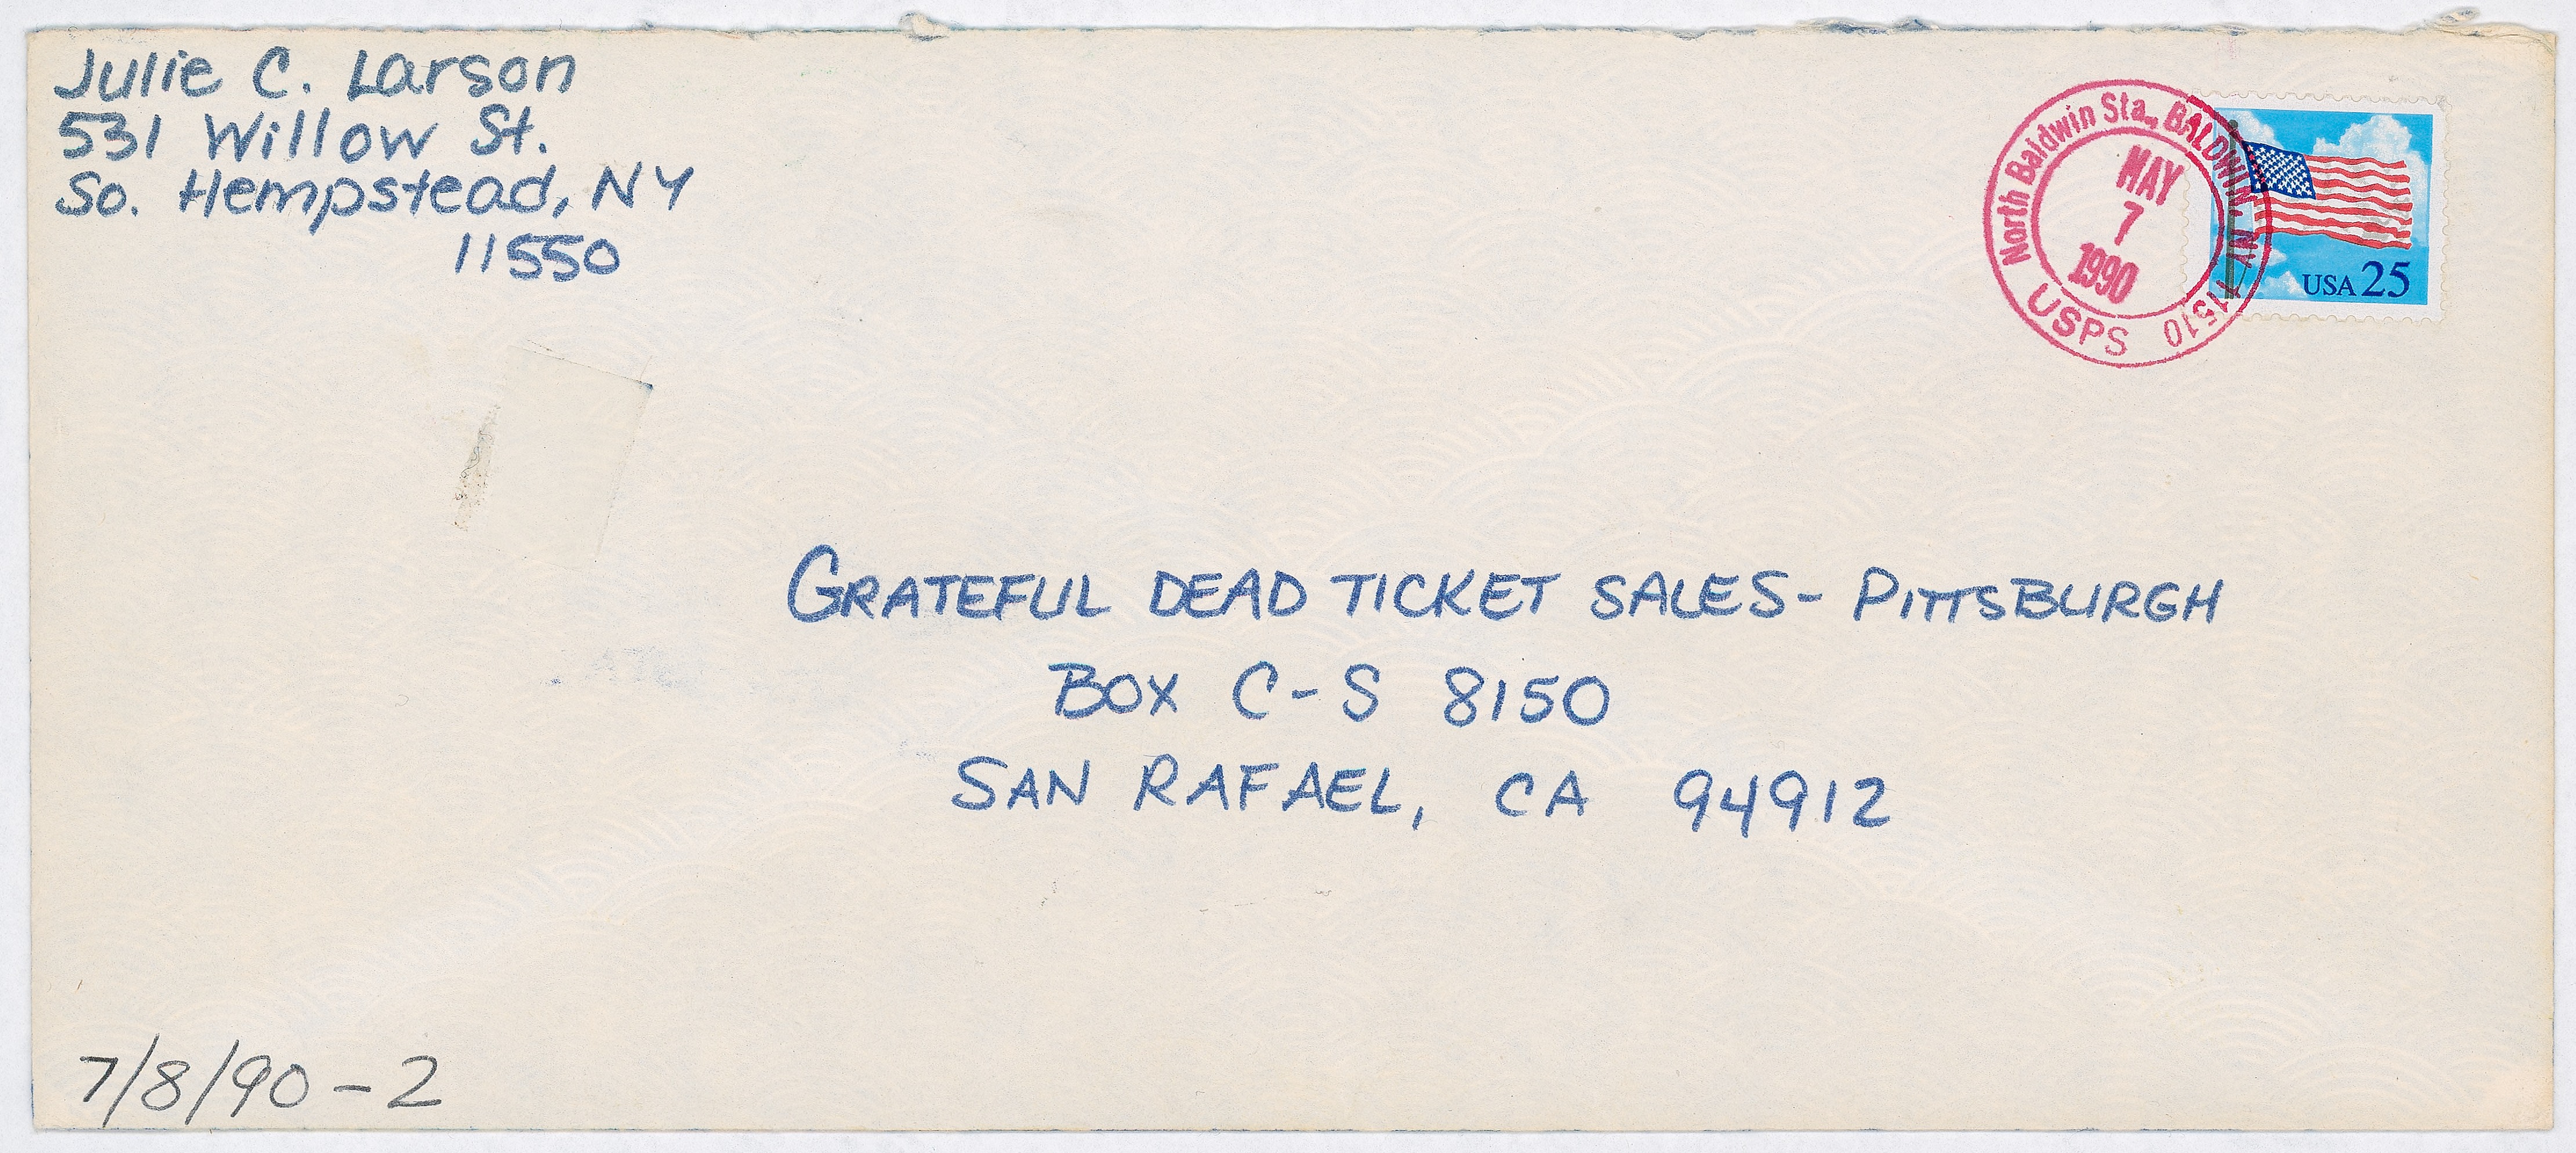 Julie C. Larson
531 Willow St.
So. Hempstead, NY
11550
North Baldwin Sta., BALDWIN, NY 11510
USPS
MAY
7
1990
USA 25
GRATEFUL DEAD TICKET SALES- PITTSBURGH
BOX C-S 8150
SAN RAFAEL, CA 94912
7/8/90-2